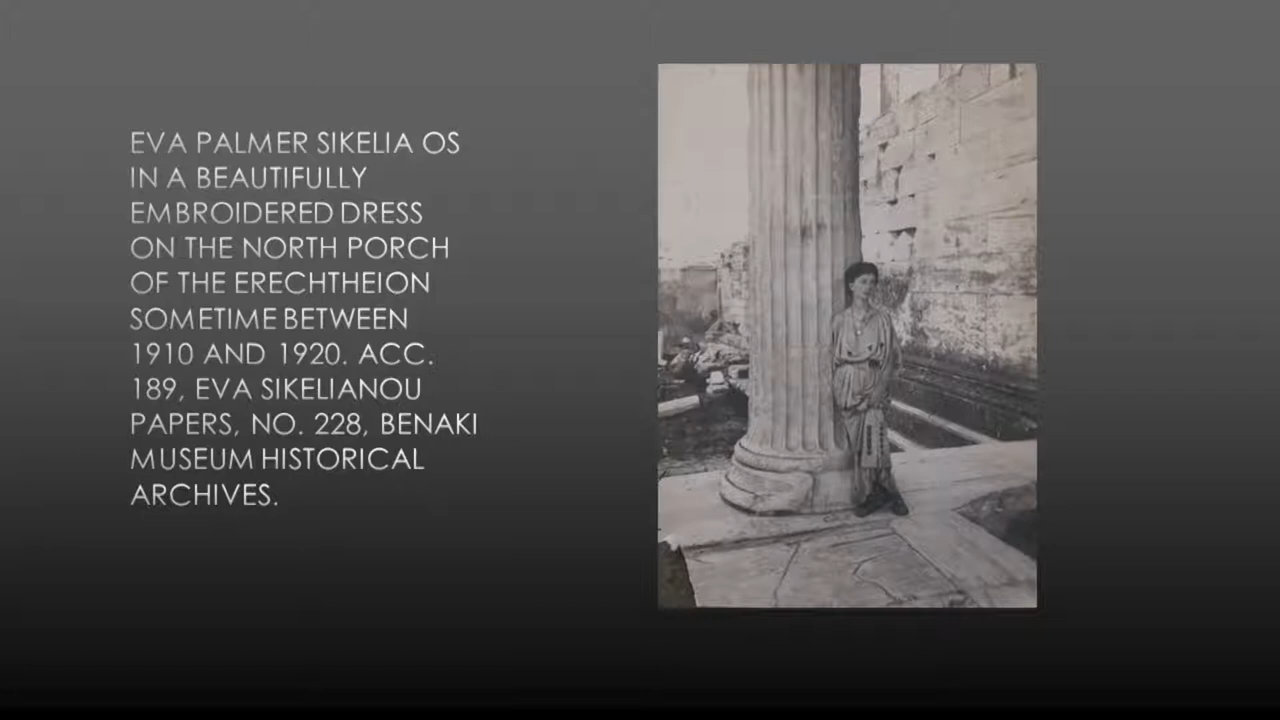 EVA PALMER SIKELIA OS
IN A BEAUTIFULLY
EMBROIDERED DRESS
ON THE NORTH PORCH
OF THE ERECHTHEION
SOMETIME BETWEEN
1910 AND 1920. ACC.
189, EVA SIKELIANOU
PAPERS, NO. 228, BENAKI
MUSEUM HISTORICAL
ARCHIVES.